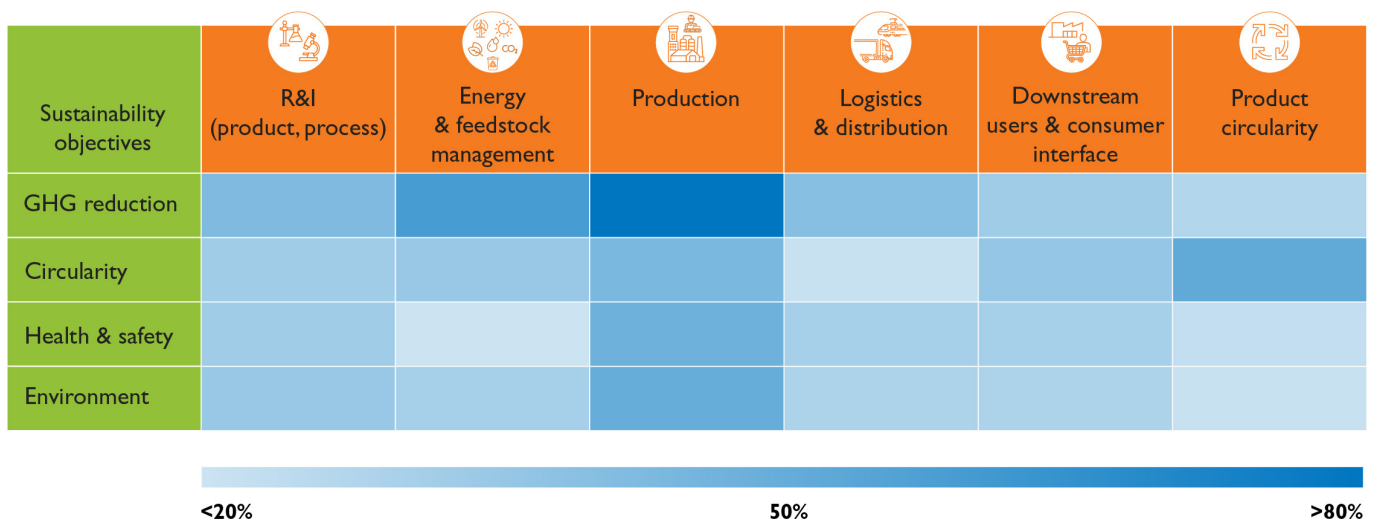 Sustainability
objectives
R&I
(product, process)
Energy
& feedstock
management
CO₂
Production
Logistics
& distribution
Downstream
users & consumer
interface
Product
circularity
GHG reduction
Circularity
Health & safety
Environment
<20%
50%
>80%